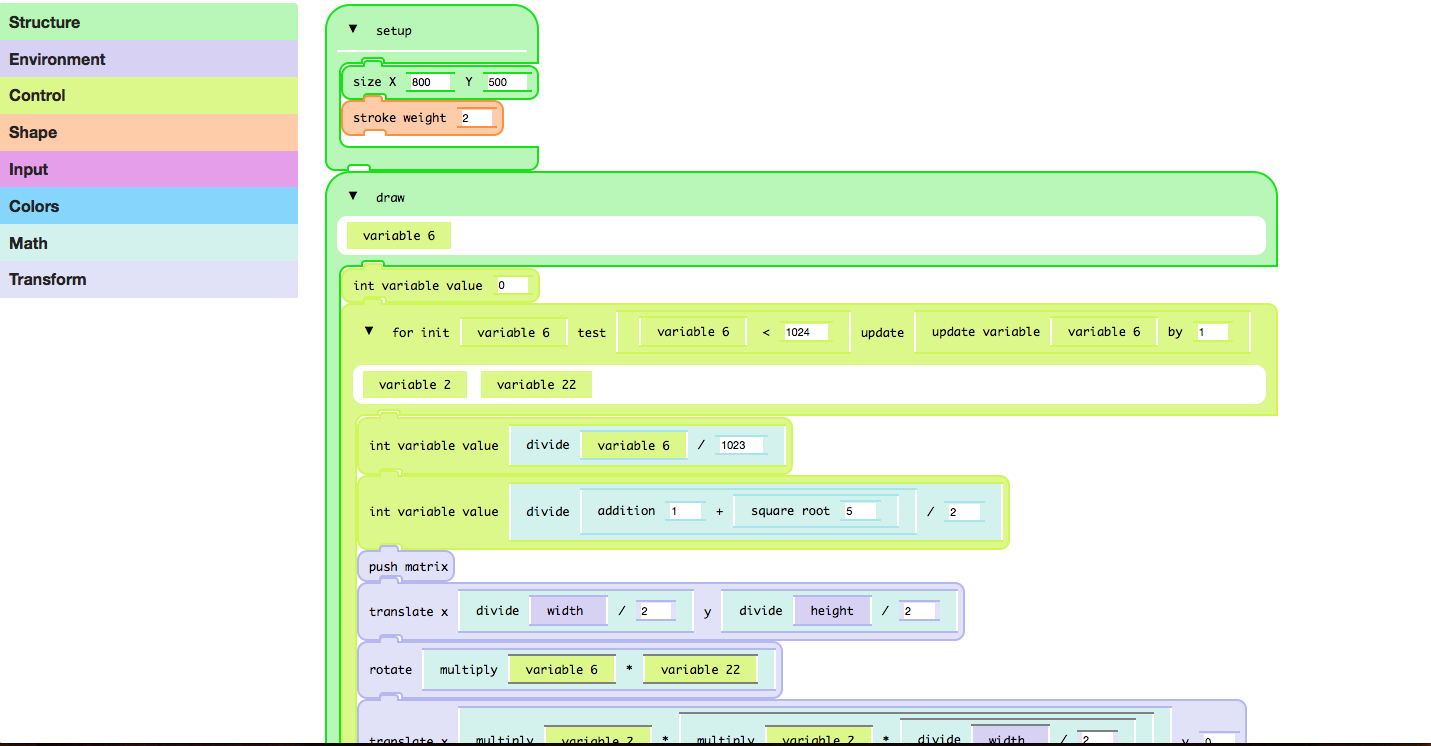 Structure
Environment
Control
Shape
Input
Colors
Math
Transform
▼ setup
size X 800 Y 500
stroke weight 2
▼ draw
variable 6
int variable value 0
▼ for init variable 6 test variable 6 < 1024 update update variable variable 6 by 1
variable 2 variable 22
int variable value divide variable 6 / 1023
int variable value divide addition 1 + square root 5 / 2
push matrix
translate x divide width / 2 y divide height / 2
rotate multiply variable 6 * variable 22
translate x multiply variable 2 * multiply variable 2 * divide width / 2 y 0